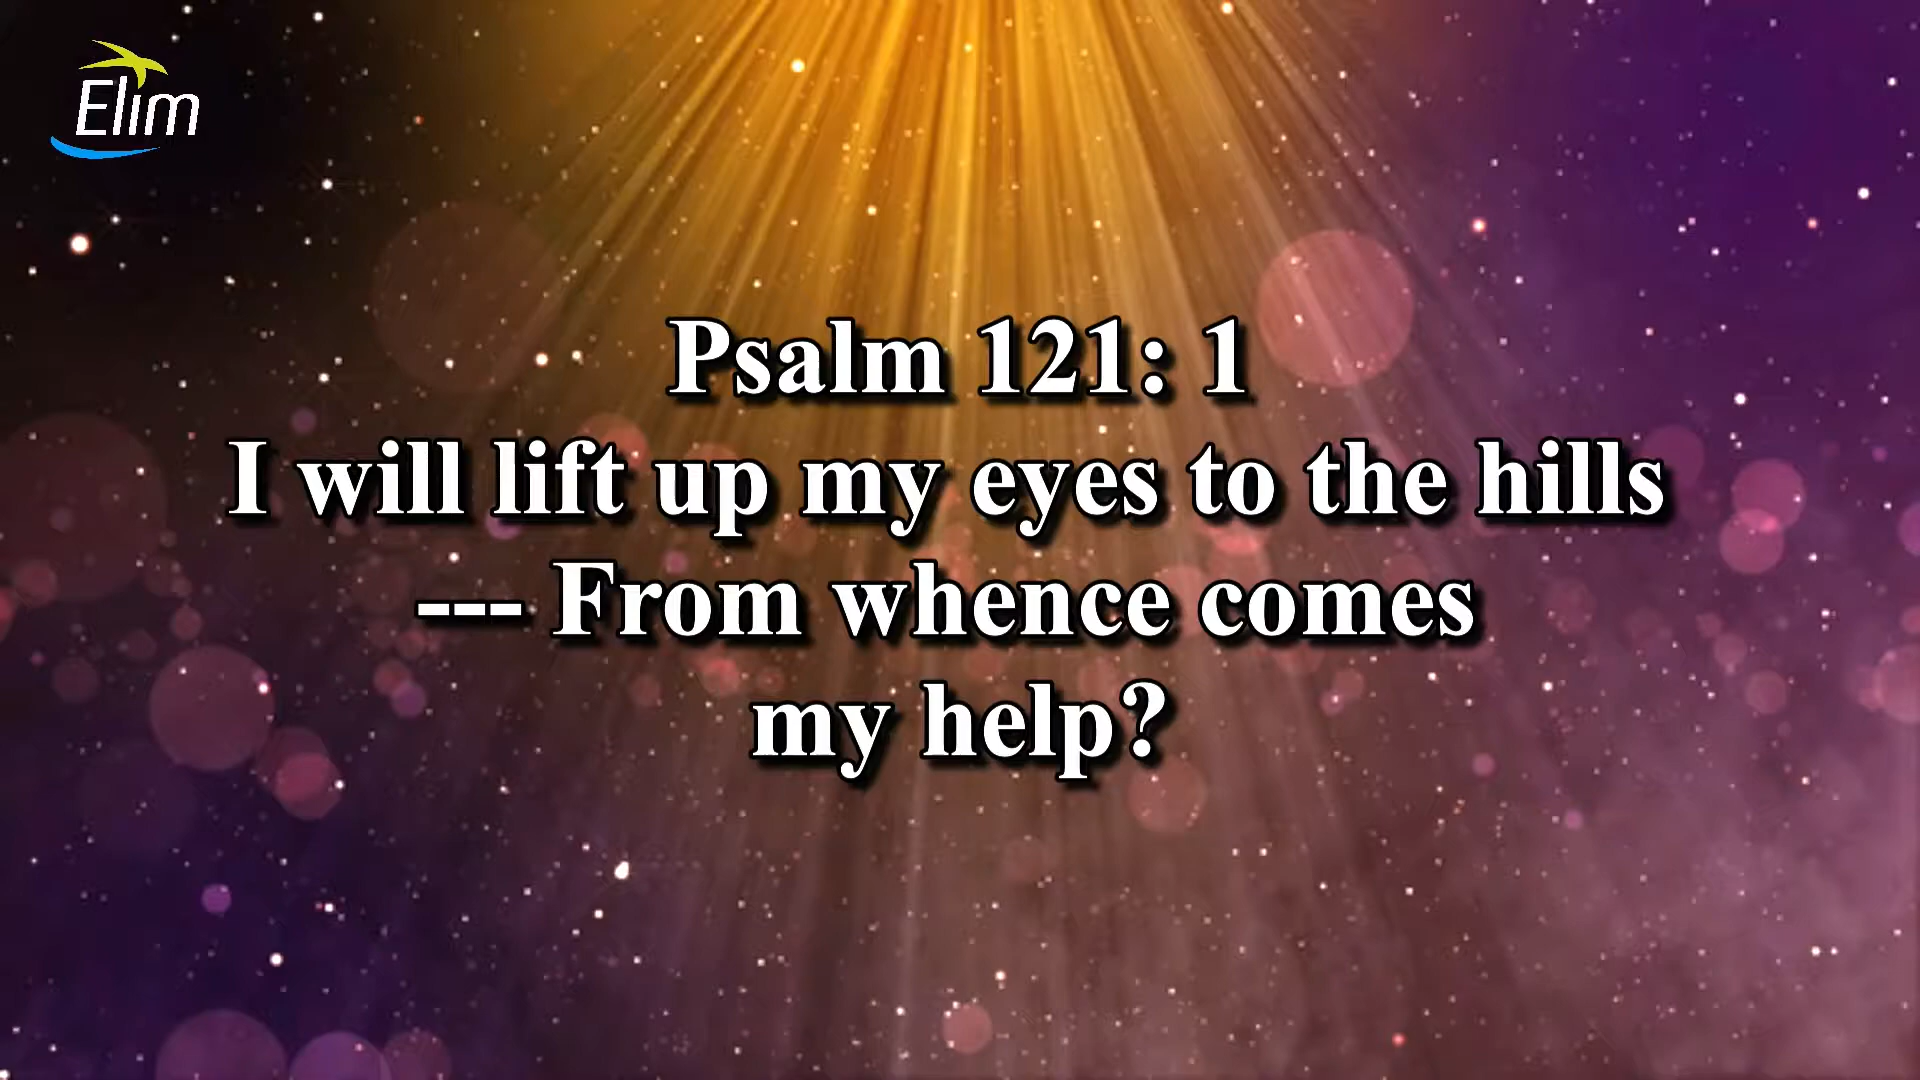 Elim
Psalm 121: 1
I will lift up my eyes to the hills
--- From whence comes
my help?